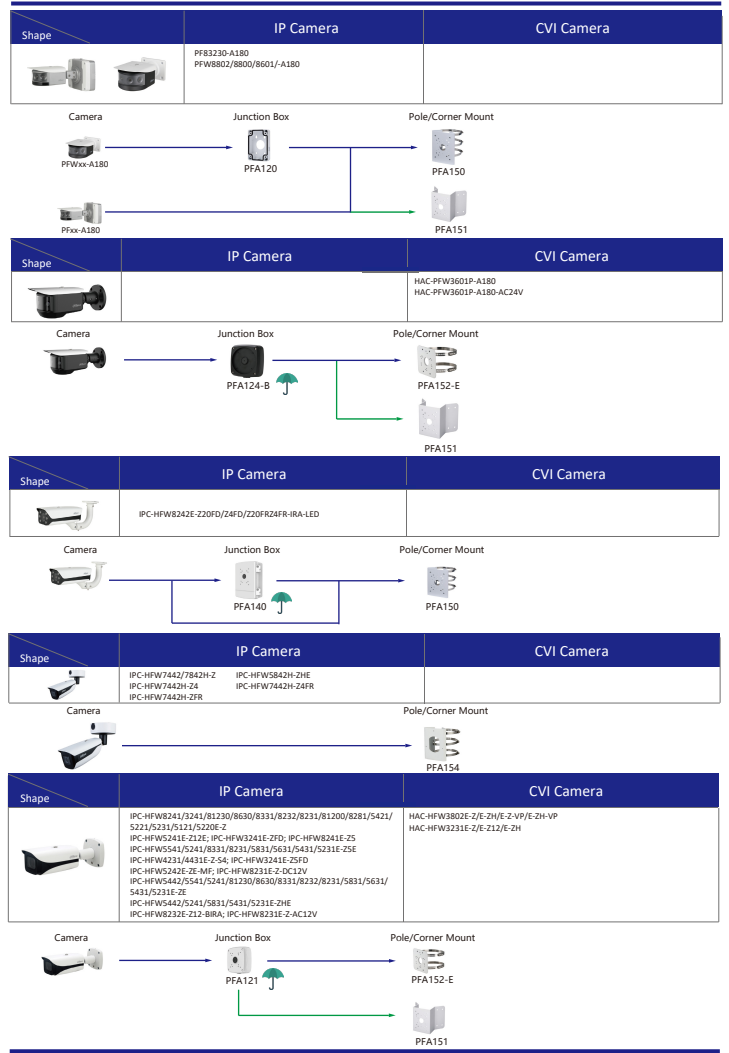 Shape
IP Camera
CVI Camera
PF83230-A180
PFW8802/8800/8601/-A180
Camera
Junction Box
Pole/Corner Mount
PFWxx-A180
PFA120
PFA150
PFxx-A180
PFA151
Shape
IP Camera
CVI Camera
HAC-PFW3601P-A180
HAC-PFW3601P-A180-AC24V
Camera
Junction Box
Pole/Corner Mount
PFA124-B
PFA152-E
PFA151
Shape
IP Camera
CVI Camera
IPC-HFW8242E-Z20FD/Z4FD/Z20FRZ4FR-IRA-LED
Camera
Junction Box
Pole/Corner Mount
PFA140
PFA150
Shape
IP Camera
CVI Camera
IPC-HFW7442/7842H-Z IPC-HFW5842H-ZHE
IPC-HFW7442H-Z4 IPC-HFW7442H-Z4FR
IPC-HFW7442H-ZFR
Camera
Pole/Corner Mount
PFA154
Shape
IP Camera
CVI Camera
IPC-HFW8241/3241/81230/8630/8331/8232/8231/81200/8281/5421/
5221/5231/5121/5220E-Z
IPC-HFW5241E-Z12E; IPC-HFW3241E-ZFD; IPC-HFW8241E-Z5
IPC-HFW5541/5241/8331/8231/5831/5631/5431/5231E-Z5E
IPC-HFW4231/4431E-Z-S4; IPC-HFW3241E-Z5FD
IPC-HFW5242E-ZE-MF; IPC-HFW8231E-Z-DC12V
IPC-HFW5442/5541/5241/81230/8630/8331/8232/8231/5831/5631/
5431/5231E-ZE
IPC-HFW5442/5241/5831/5431/5231E-ZHE
IPC-HFW8232E-Z12-BIRA; IPC-HFW8231E-Z-AC12V
HAC-HFW3802E-Z/E-ZH/E-Z-VP/E-ZH-VP
HAC-HFW3231E-Z/E-Z12/E-ZH
Camera
Junction Box
Pole/Corner Mount
PFA121
PFA152-E
PFA151